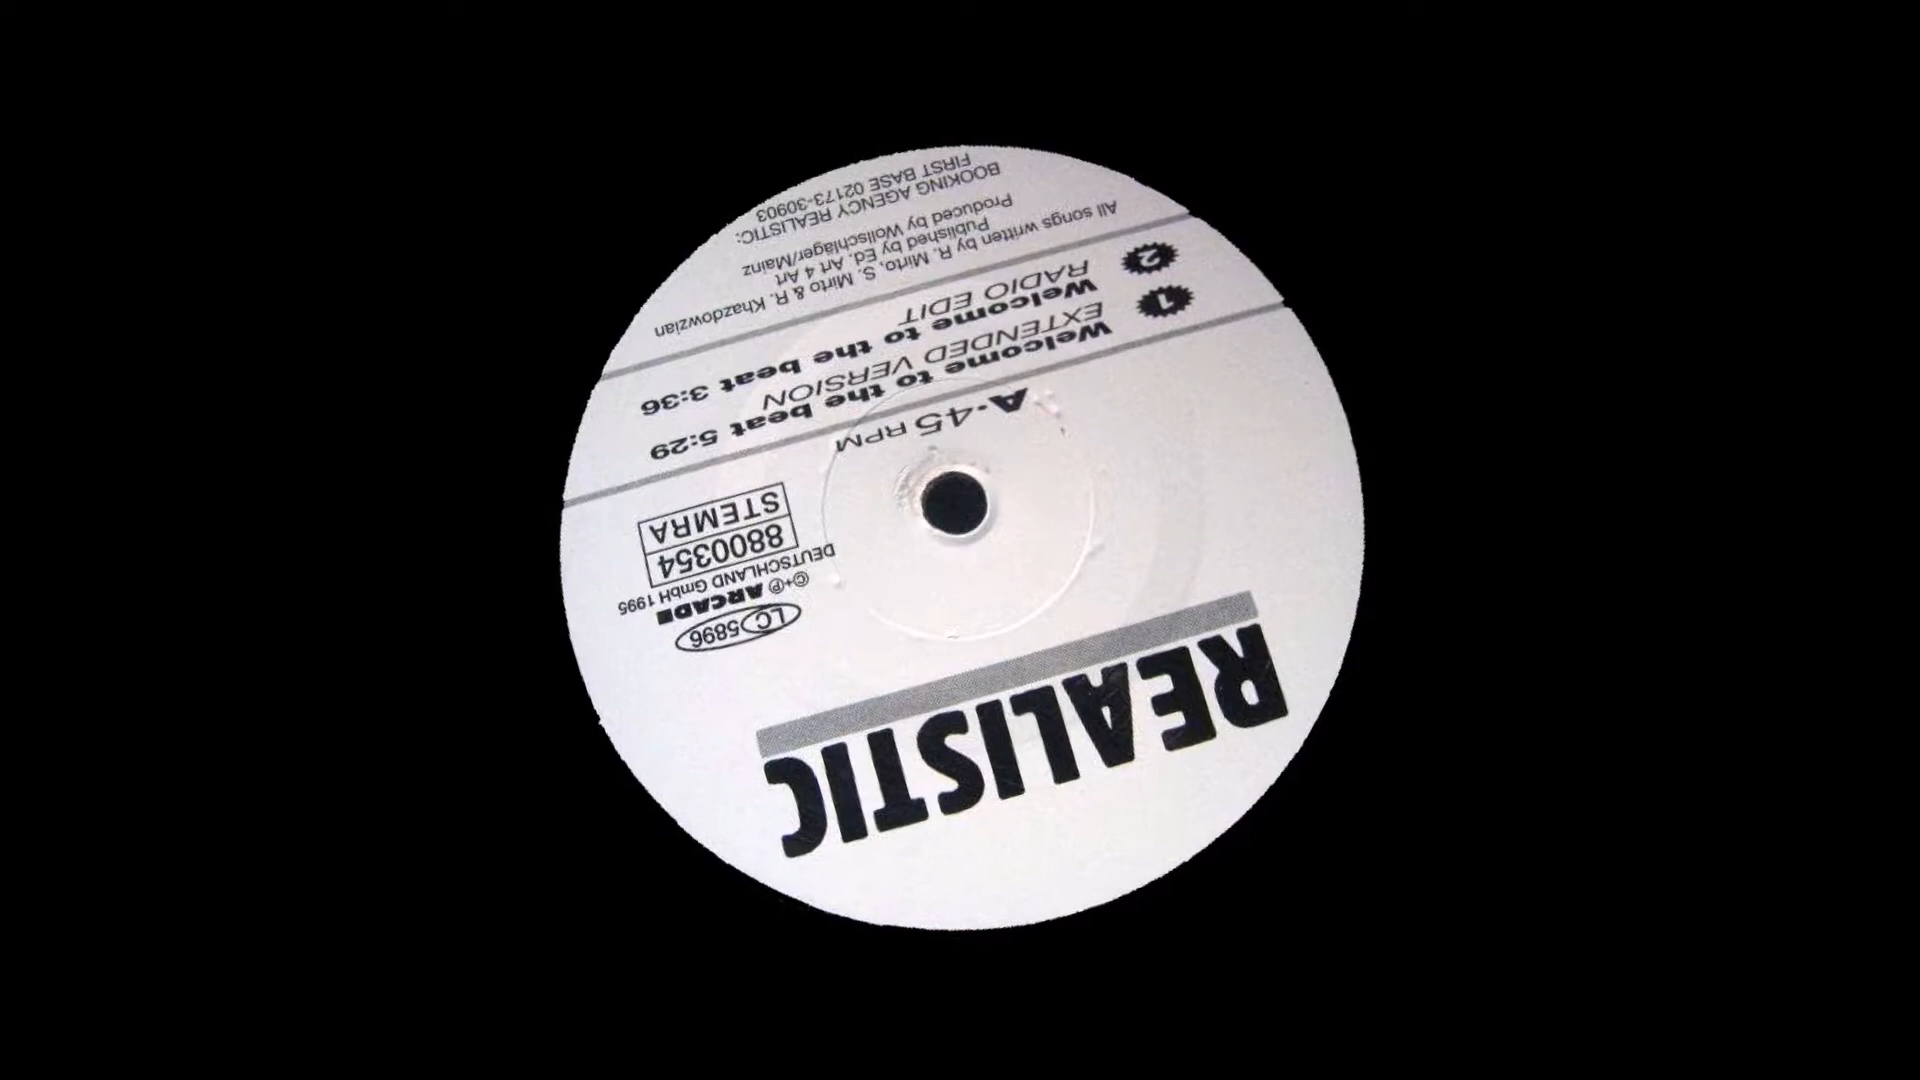 REALISTIC
LC 5896
©+Ⓟ ARCADE
DEUTSCHLAND GmbH 1995
8800354
STEMRA
A·45 RPM
1 Welcome to the beat 5:29
EXTENDED VERSION
2 Welcome to the beat 3:36
RADIO EDIT
All songs written by R. Mirto, S. Mirto & R. Khazdowzian
Published by Ed. Art 4 Art
Produced by Wollschläger/Mainz
BOOKING AGENCY REALISTIC:
FIRST BASE 02173-30903